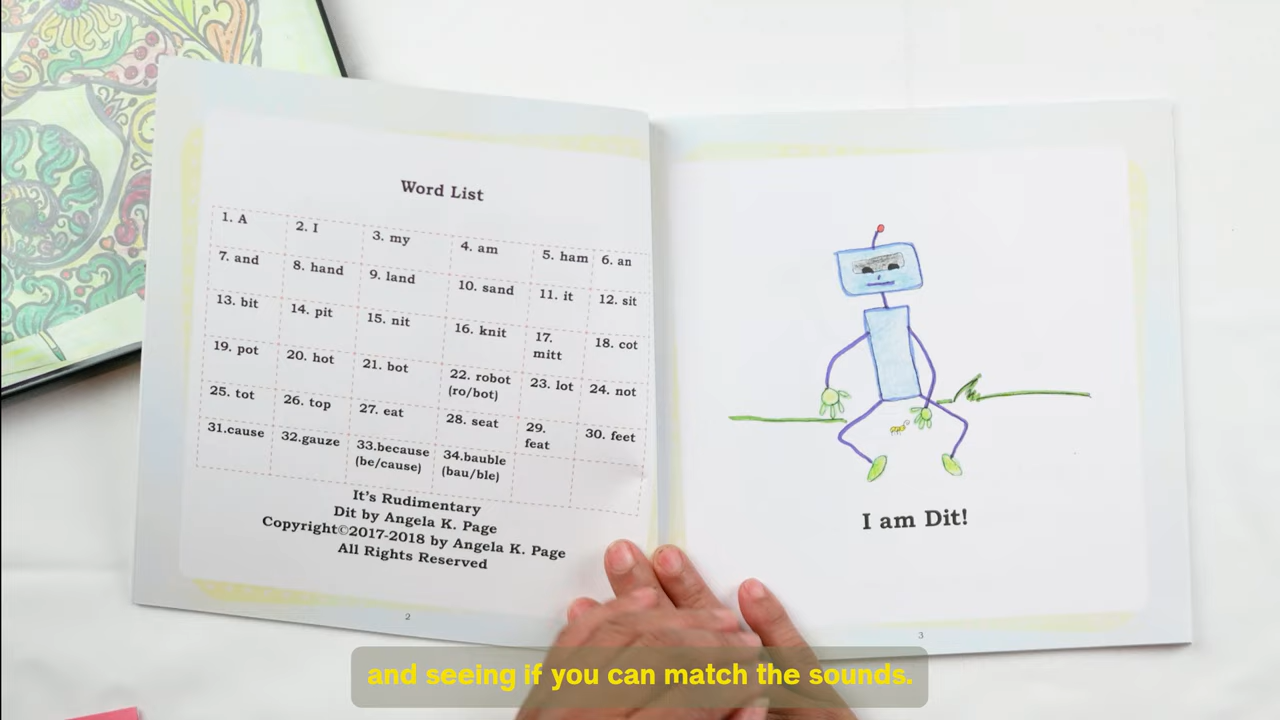 Word List
1. A 2. I 3. my 4. am 5. ham 6. an
7. and 8. hand 9. land 10. sand 11. it 12. sit
13. bit 14. pit 15. nit 16. knit 17. mitt 18. cot
19. pot 20. hot 21. bot 22. robot (ro/bot) 23. lot 24. not
25. tot 26. top 27. eat 28. seat 29. feat 30. feet
31.cause 32.gauze 33.because (be/cause) 34.bauble (bau/ble)
It's Rudimentary
Dit by Angela K. Page
Copyright©2017-2018 by Angela K. Page
All Rights Reserved
2
I am Dit!
3
and seeing if you can match the sounds.